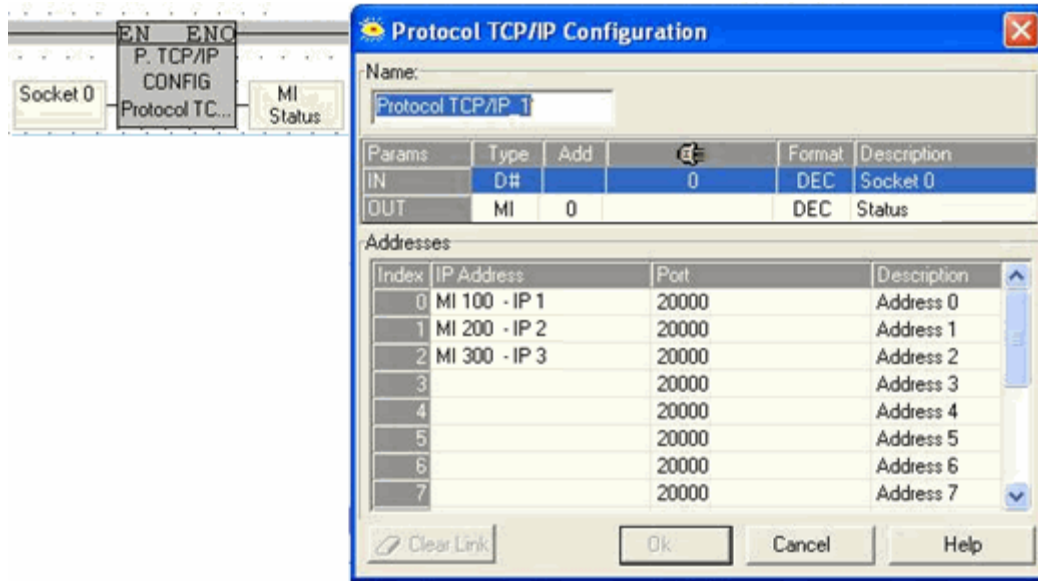 EN ENO
P. TCP/IP
CONFIG
Protocol TC...
Socket 0
MI
Status
Protocol TCP/IP Configuration
Name:
Protocol TCP/IP_1
Params Type Add Format Description
IN D# 0 DEC Socket 0
OUT MI 0 DEC Status
Addresses
Index IP Address Port Description
0 MI 100 - IP 1 20000 Address 0
1 MI 200 - IP 2 20000 Address 1
2 MI 300 - IP 3 20000 Address 2
3 20000 Address 3
4 20000 Address 4
5 20000 Address 5
6 20000 Address 6
7 20000 Address 7
Clear Link Ok Cancel Help